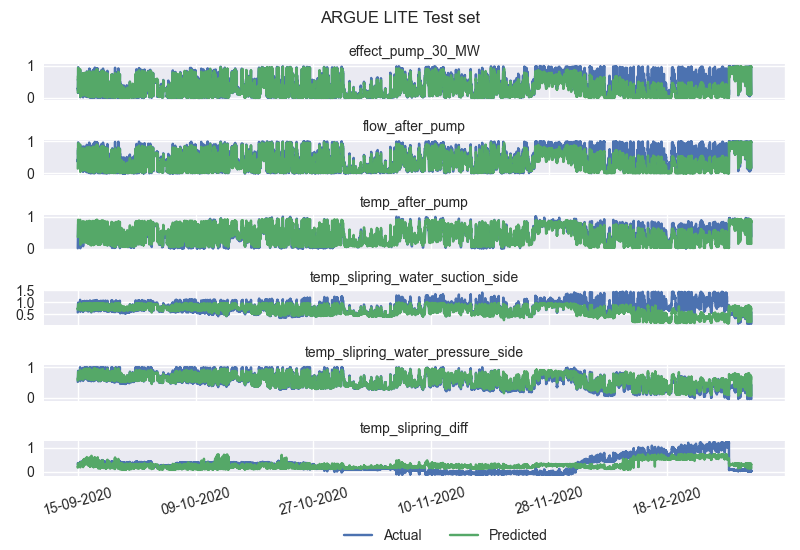 ARGUE LITE Test set
effect_pump_30_MW
1
0
flow_after_pump
1
0
temp_after_pump
1
0
temp_slipring_water_suction_side
1.5
1.0
0.5
temp_slipring_water_pressure_side
1
0
temp_slipring_diff
1
0
15-09-2020 09-10-2020 27-10-2020 10-11-2020 28-11-2020 18-12-2020
Actual Predicted